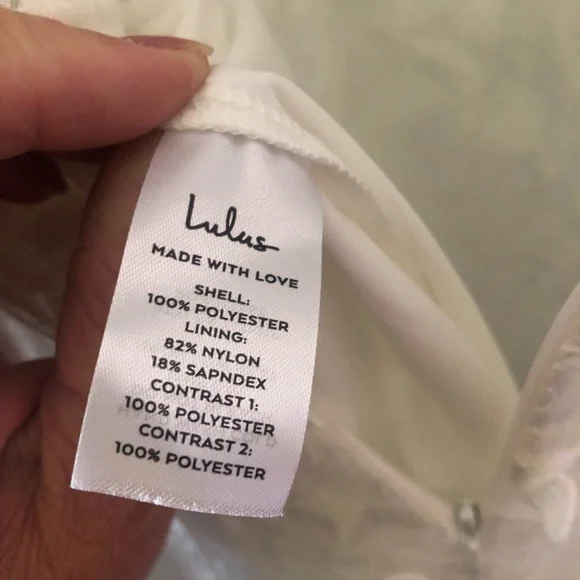 Lulus
MADE WITH LOVE
SHELL:
100% POLYESTER
LINING:
82% NYLON
18% SAPNDEX
CONTRAST 1:
100% POLYESTER
CONTRAST 2:
100% POLYESTER